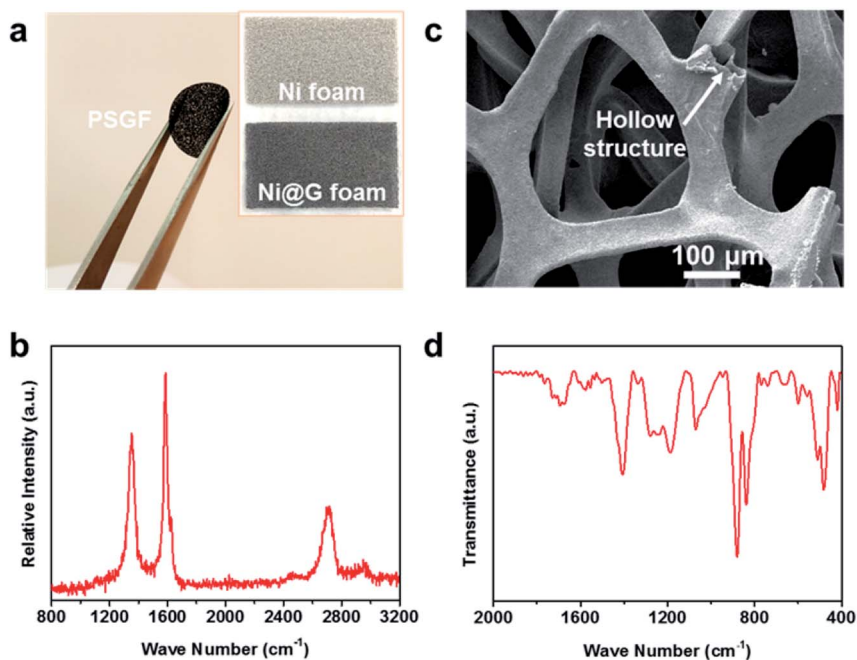 a
PSGF
Ni foam
Ni@G foam
c
Hollow
structure
100 µm
b
Relative Intensity (a.u.)
800 1600 2000 2400 2800 3200
Wave Number (cm⁻¹)
d
Transmittance (a.u.)
2000 1600 1200 800 400
Wave Number (cm⁻¹)